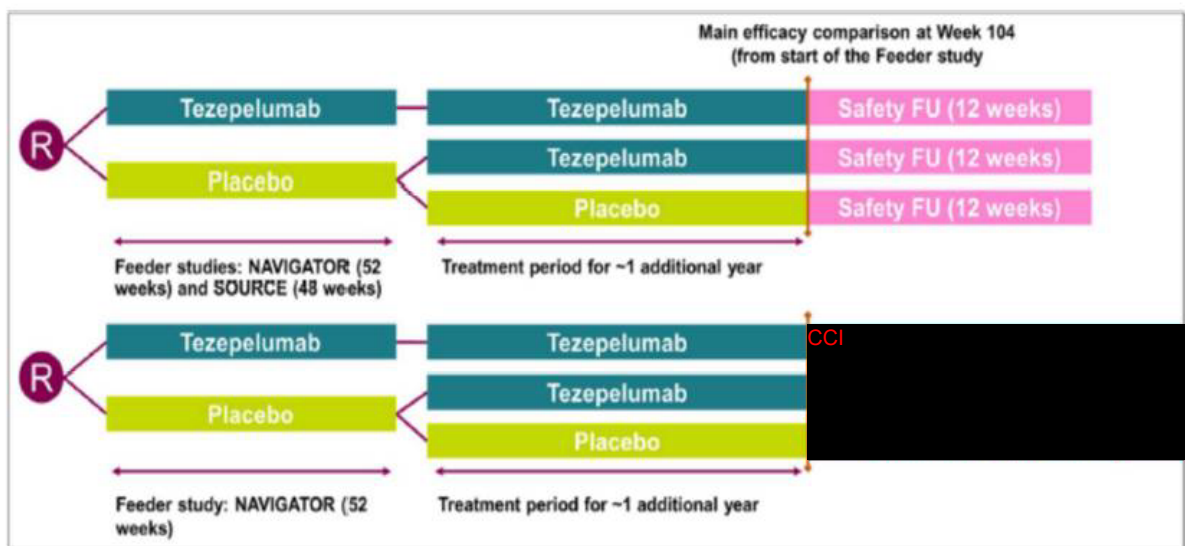 Main efficacy comparison at Week 104
(from start of the Feeder study
R
Tezepelumab
Tezepelumab
Safety FU (12 weeks)
Tezepelumab
Safety FU (12 weeks)
Placebo
Placebo
Safety FU (12 weeks)
Feeder studies: NAVIGATOR (52
weeks) and SOURCE (48 weeks)
Treatment period for ~1 additional year
R
Tezepelumab
Tezepelumab
CCI
Tezepelumab
Placebo
Placebo
Feeder study: NAVIGATOR (52
weeks)
Treatment period for ~1 additional year